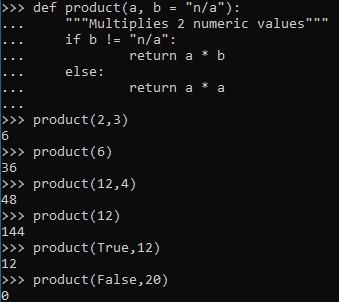 >>> def product(a, b = "n/a"):
...     """Multiplies 2 numeric values"""
...     if b != "n/a":
...             return a * b
...     else:
...             return a * a
...
>>> product(2,3)
6
>>> product(6)
36
>>> product(12,4)
48
>>> product(12)
144
>>> product(True,12)
12
>>> product(False,20)
0